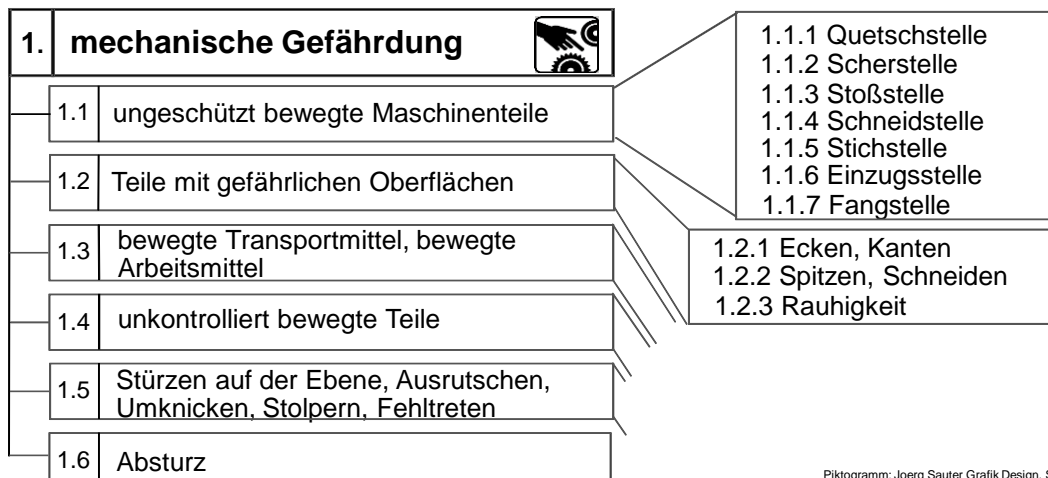 1. mechanische Gefährdung
1.1 ungeschützt bewegte Maschinenteile
1.2 Teile mit gefährlichen Oberflächen
1.3 bewegte Transportmittel, bewegte
Arbeitsmittel
1.4 unkontrolliert bewegte Teile
1.5 Stürzen auf der Ebene, Ausrutschen,
Umknicken, Stolpern, Fehltreten
1.6 Absturz
1.1.1 Quetschstelle
1.1.2 Scherstelle
1.1.3 Stoßstelle
1.1.4 Schneidstelle
1.1.5 Stichstelle
1.1.6 Einzugsstelle
1.1.7 Fangstelle
1.2.1 Ecken, Kanten
1.2.2 Spitzen, Schneiden
1.2.3 Rauhigkeit
Piktogramm: Joerg Sauter Grafik Design,